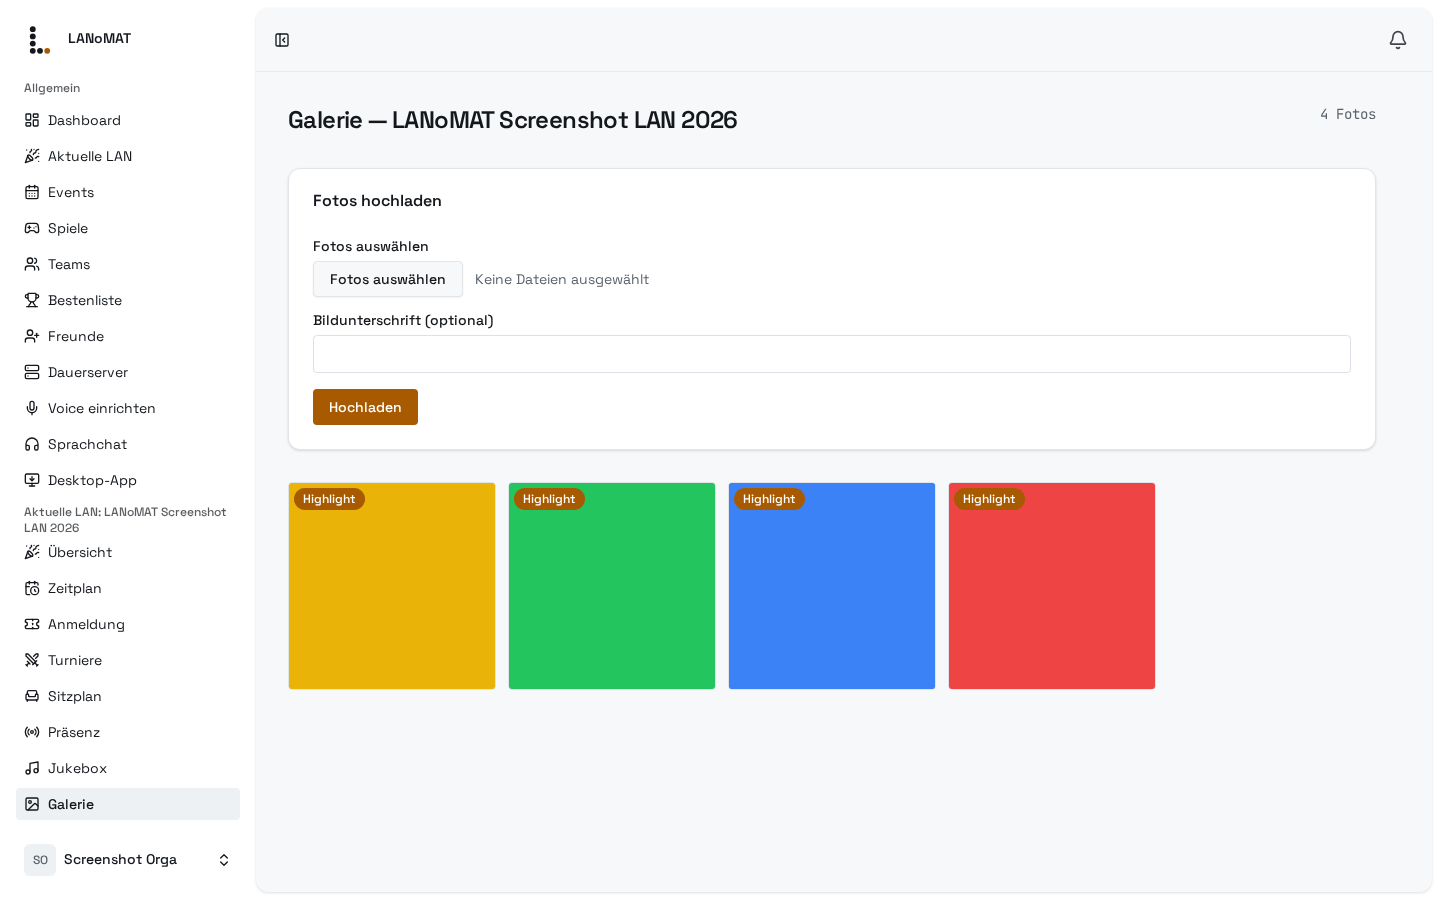 LANoMAT
Allgemein
Dashboard
Aktuelle LAN
Events
Spiele
Teams
Bestenliste
Freunde
Dauerserver
Voice einrichten
Sprachchat
Desktop-App
Aktuelle LAN: LANoMAT Screenshot
LAN 2026
Übersicht
Zeitplan
Anmeldung
Turniere
Sitzplan
Präsenz
Jukebox
Galerie
SO Screenshot Orga
Galerie — LANoMAT Screenshot LAN 2026
4 Fotos
Fotos hochladen
Fotos auswählen
Fotos auswählen Keine Dateien ausgewählt
Bildunterschrift (optional)
Hochladen
Highlight Highlight Highlight Highlight